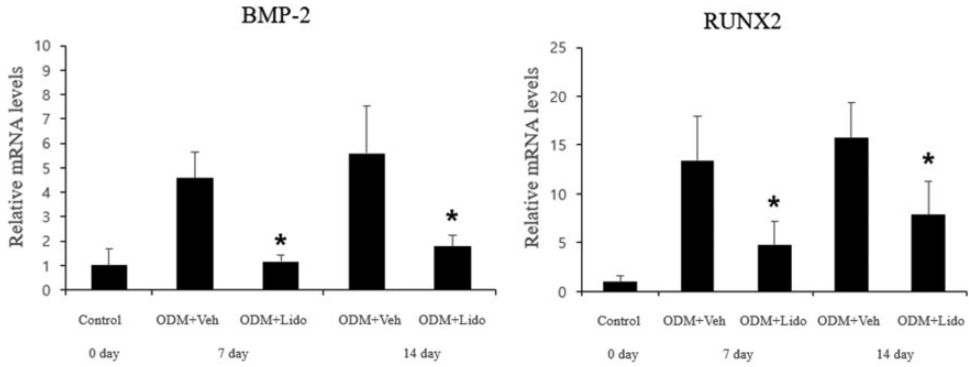 BMP-2
Relative mRNA levels
10
9
8
7
6
5
4
3
2
1
0
*
*
Control ODM+Veh ODM+Lido ODM+Veh ODM+Lido
0 day 7 day 14 day
RUNX2
Relative mRNA levels
25
20
15
10
5
0
*
*
Control ODM+Veh ODM+Lido ODM+Veh ODM+Lido
0 day 7 day 14 day